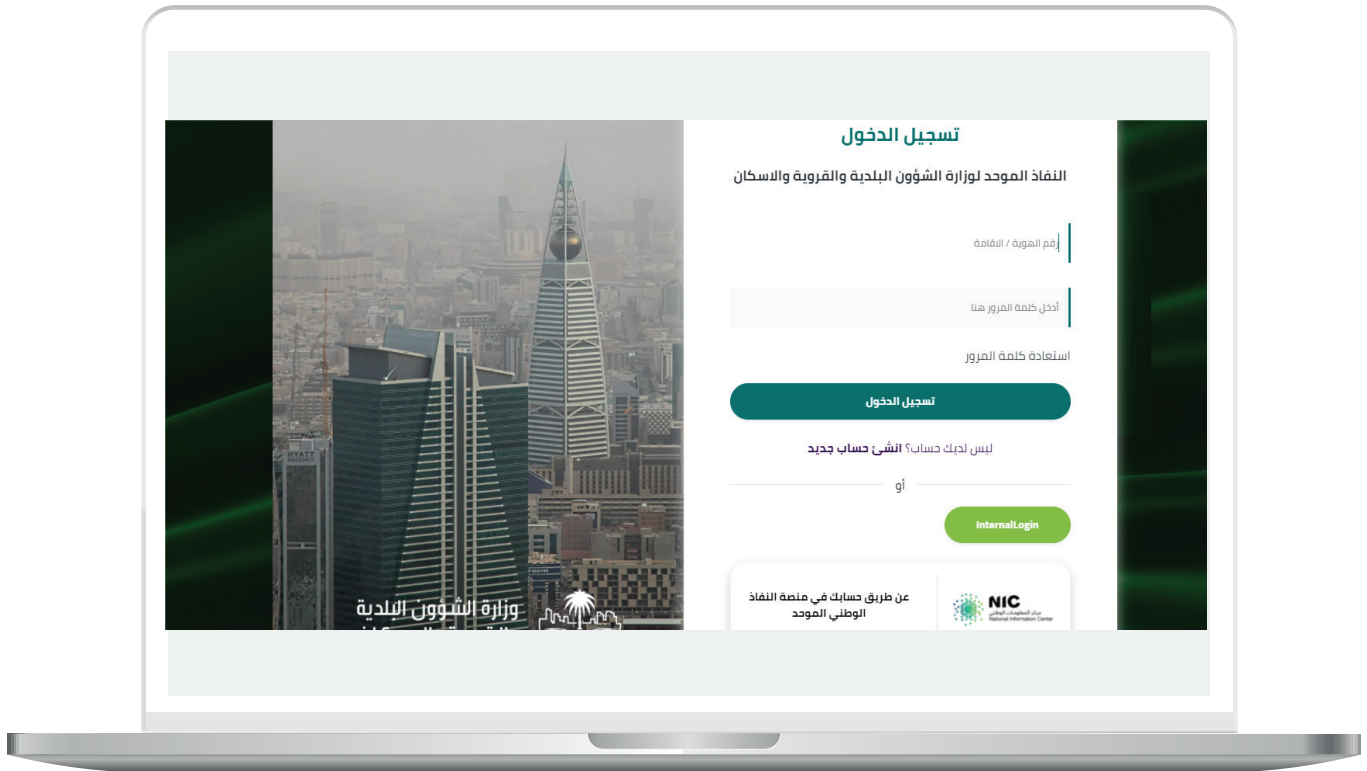 تسجيل الدخول
النفاذ الموحد لوزارة الشؤون البلدية والقروية والاسكان
رقم الهوية / الاقامة
أدخل كلمة المرور هنا
استعادة كلمة المرور
تسجيل الدخول
ليس لديك حساب؟ انشئ حساب جديد
أو
InternalLogin
عن طريق حسابك في منصة النفاذ
الوطني الموحد
NIC
مركز المعلومات الوطني
National Information Center
وزارة الشؤون البلدية
HYATT
REGENCY